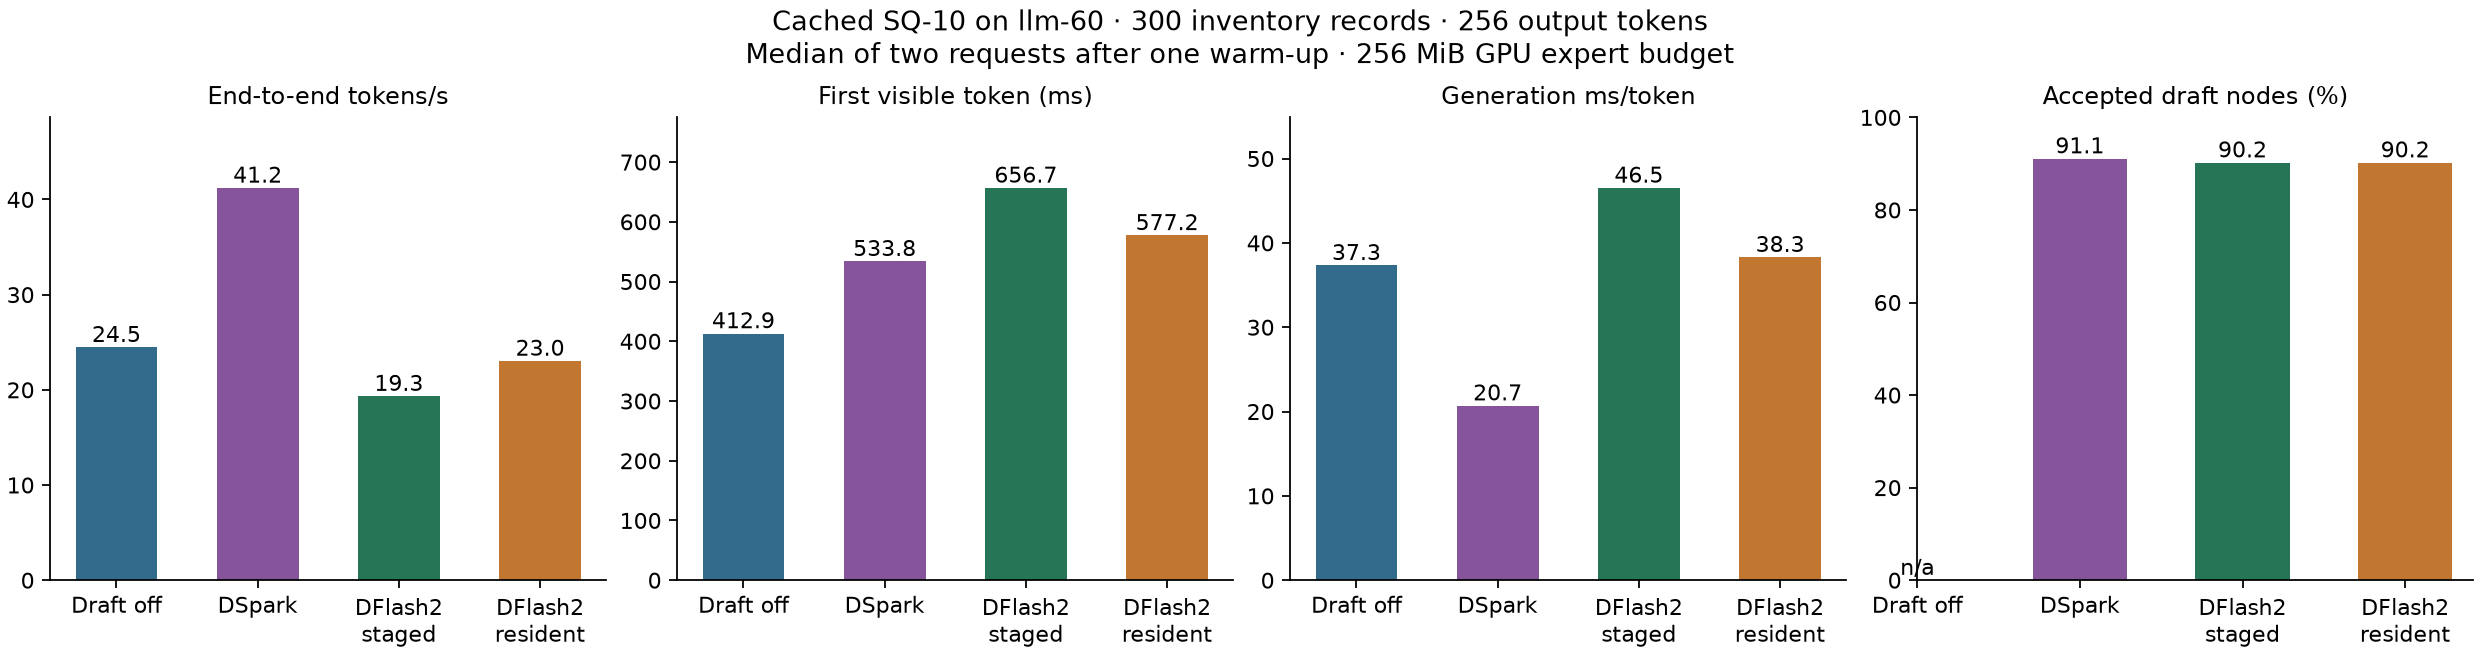 Cached SQ-10 on llm-60 · 300 inventory records · 256 output tokens
Median of two requests after one warm-up · 256 MiB GPU expert budget
End-to-end tokens/s
40
30
20
10
0
24.5
41.2
19.3
23.0
Draft off
DSpark
DFlash2
staged
DFlash2
resident
First visible token (ms)
700
600
500
400
300
200
100
0
412.9
533.8
656.7
577.2
Draft off
DSpark
DFlash2
staged
DFlash2
resident
Generation ms/token
50
40
30
20
10
0
37.3
20.7
46.5
38.3
Draft off
DSpark
DFlash2
staged
DFlash2
resident
Accepted draft nodes (%)
100
80
60
40
20
0
n/a
91.1
90.2
90.2
Draft off
DSpark
DFlash2
staged
DFlash2
resident